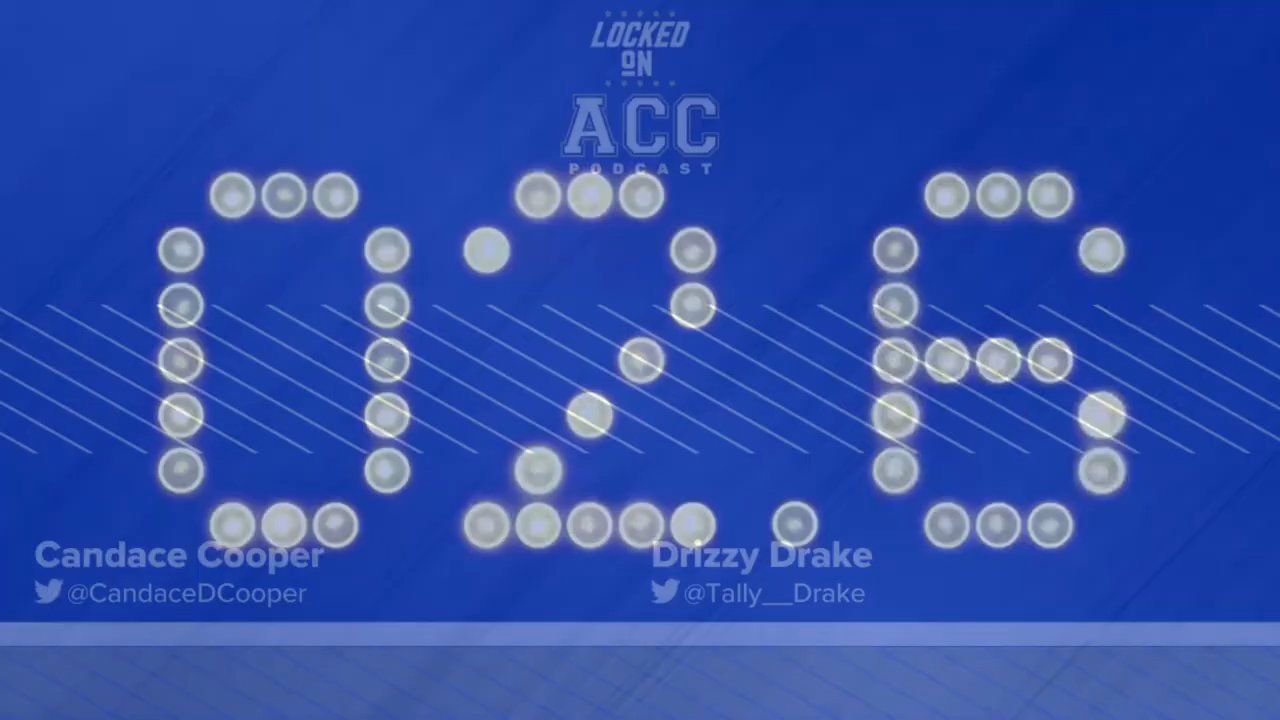 LOCKED
ON
ACC
PODCAST
02.6
Candace Cooper
@CandaceDCooper
Drizzy Drake
@Tally__Drake